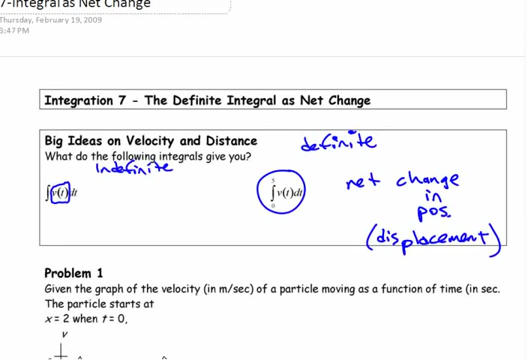 7-Integral as Net Change
Thursday, February 19, 2009
3:47 PM
Integration 7 - The Definite Integral as Net Change
Big Ideas on Velocity and Distance
definite
What do the following integrals give you?
Indefinite
∫v(t)dt
∫₀⁵v(t)dt
net change
in
pos.
(displacement)
Problem 1
Given the graph of the velocity (in m/sec) of a particle moving as a function of time (in sec.
The particle starts at
x = 2 when t = 0,
v